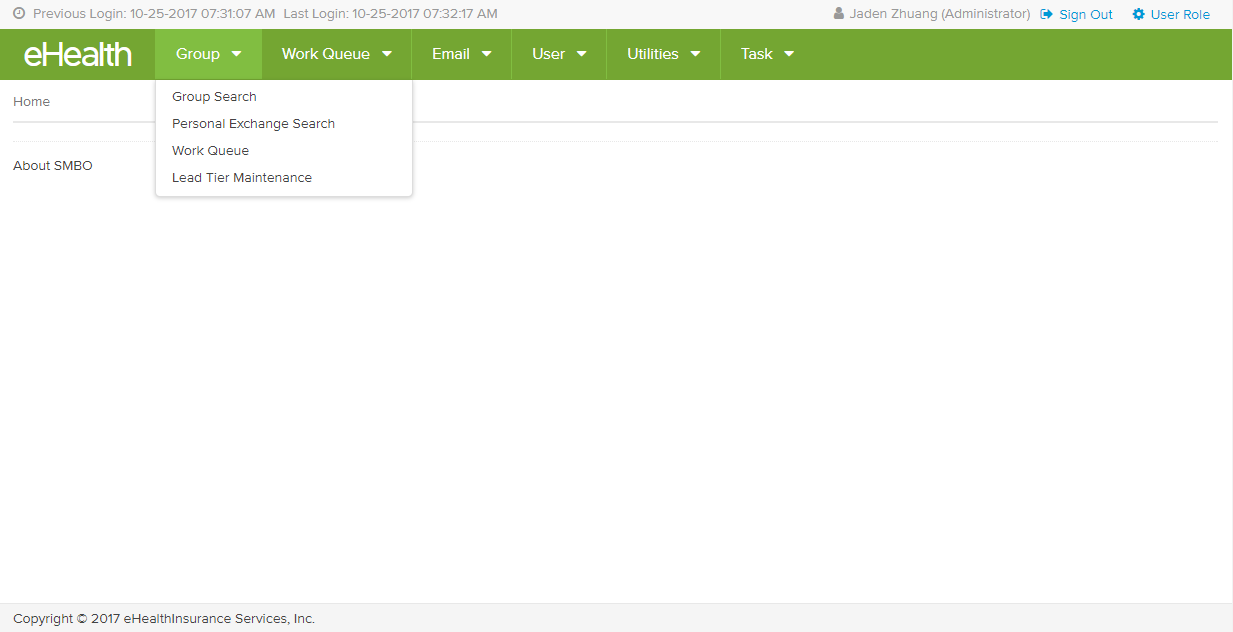 Previous Login: 10-25-2017 07:31:07 AM Last Login: 10-25-2017 07:32:17 AM Jaden Zhuang (Administrator) Sign Out User Role
eHealth Group Work Queue Email User Utilities Task
Home
Group Search
Personal Exchange Search
Work Queue
About SMBO
Lead Tier Maintenance
Copyright © 2017 eHealthInsurance Services, Inc.